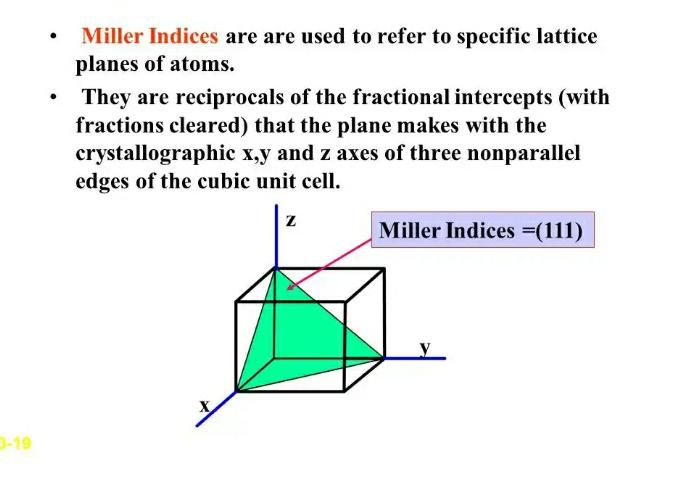 • Miller Indices are are used to refer to specific lattice
planes of atoms.
• They are reciprocals of the fractional intercepts (with
fractions cleared) that the plane makes with the
crystallographic x,y and z axes of three nonparallel
edges of the cubic unit cell.
z
Miller Indices =(111)
y
x
3-19